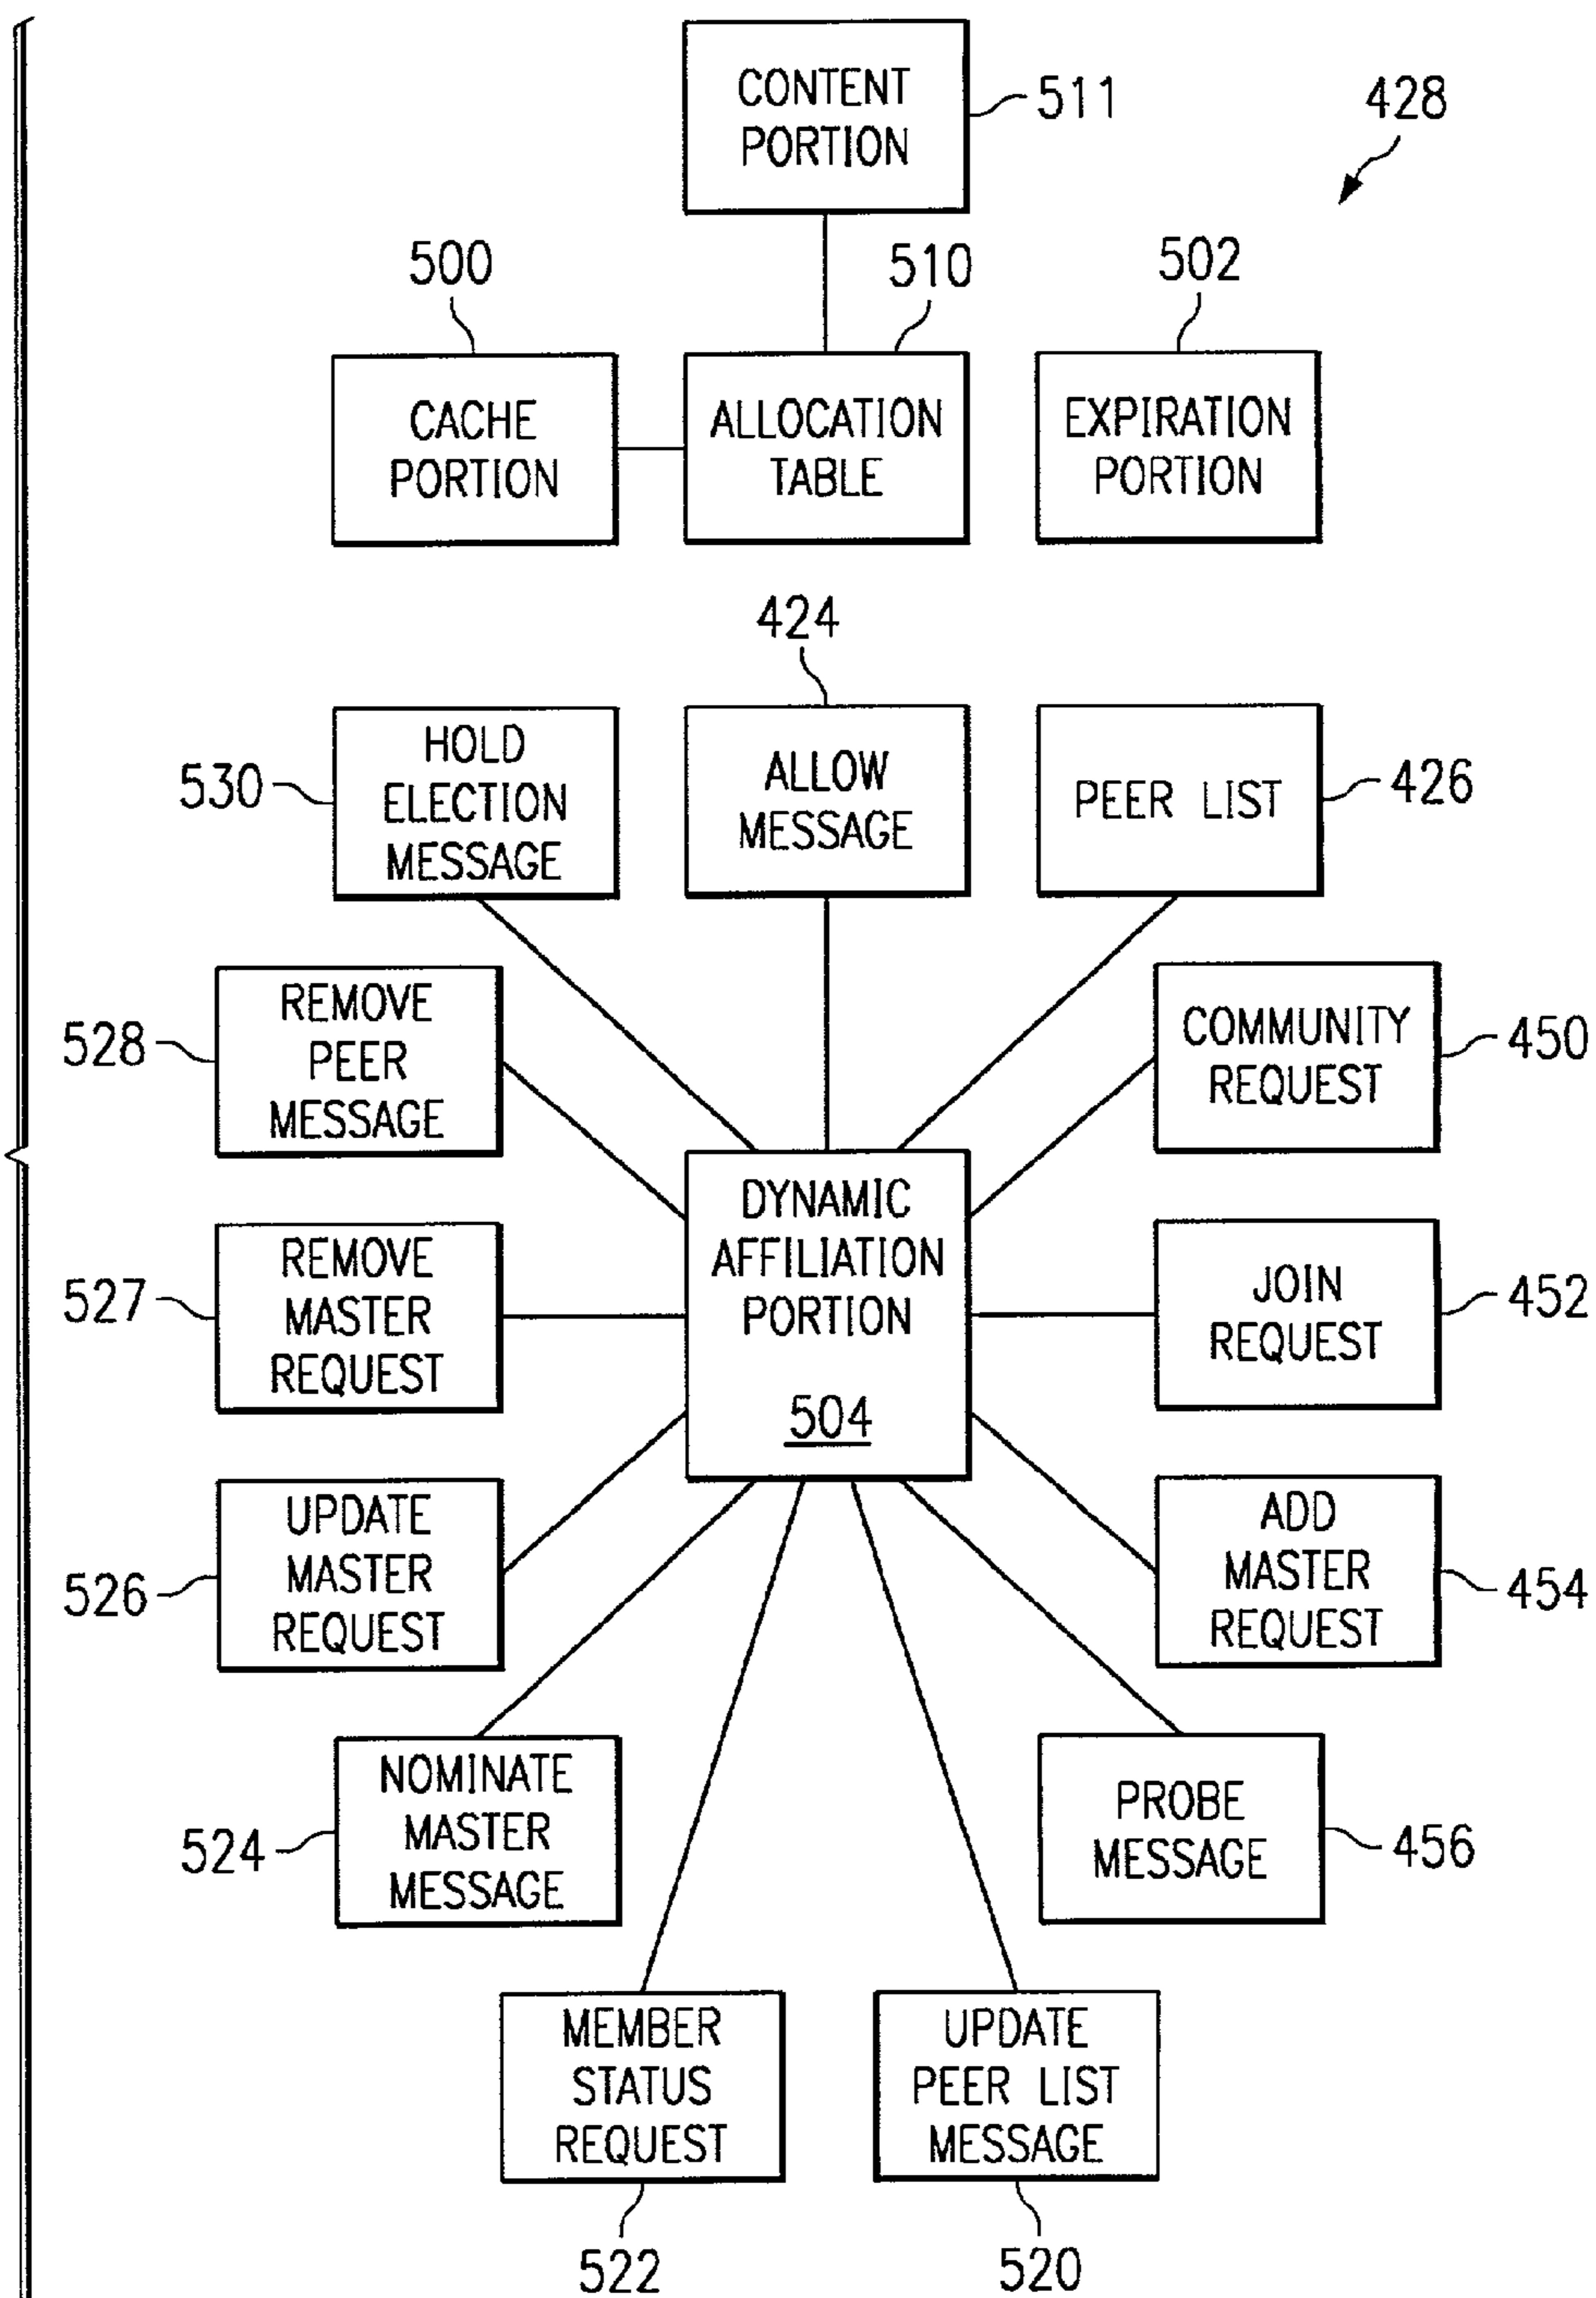 CONTENT
PORTION
511
428
500
510
502
CACHE
PORTION
ALLOCATION
TABLE
EXPIRATION
PORTION
424
530
HOLD
ELECTION
MESSAGE
ALLOW
MESSAGE
PEER LIST
426
528
REMOVE
PEER
MESSAGE
COMMUNITY
REQUEST
450
527
REMOVE
MASTER
REQUEST
DYNAMIC
AFFILIATION
PORTION
504
JOIN
REQUEST
452
526
UPDATE
MASTER
REQUEST
ADD
MASTER
REQUEST
454
524
NOMINATE
MASTER
MESSAGE
PROBE
MESSAGE
456
MEMBER
STATUS
REQUEST
UPDATE
PEER LIST
MESSAGE
522
520